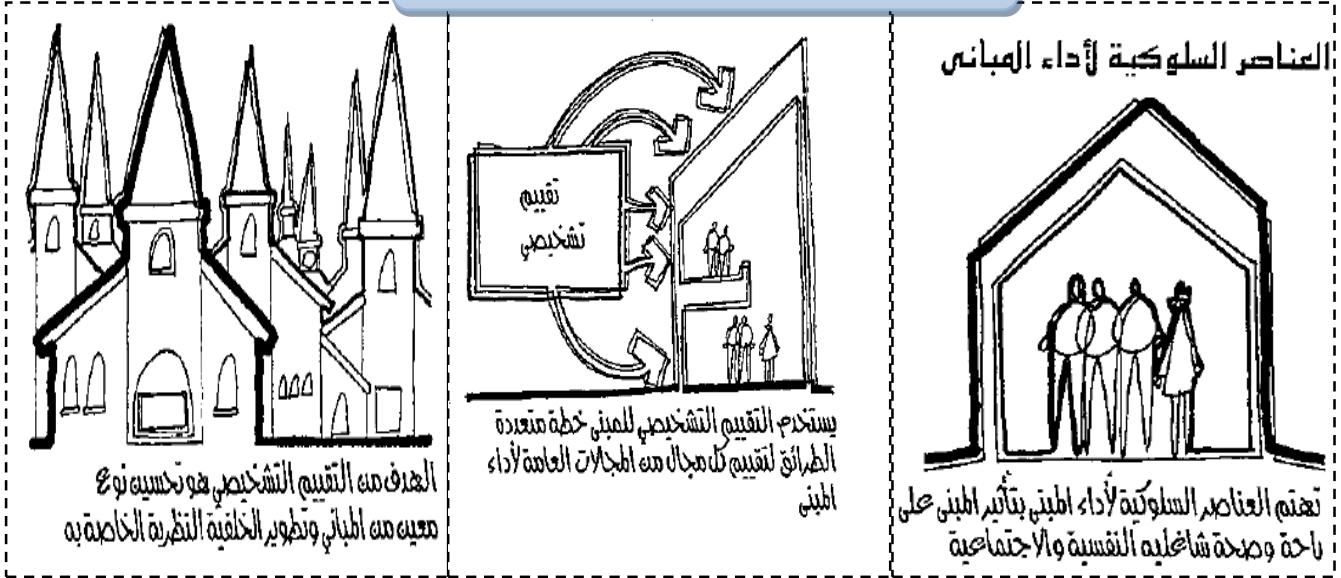 العناصر السلوكية لأداء المبانى
تهتم العناصر السلوكية لأداء المبنى بتأثير المبنى على
راحة وصحة شاغليه النفسية والاجتماعية
تقييم
تشخيصي
يستخدم التقييم التشخيصي للمبنى خطة متعددة
الطرائق لتقييم كل مجال من المجالات العامة لأداء
المبنى
الهدف من التقييم التشخيصي هو تحسين نوع
معين من المباني وتطوير الخلفية النظرية الخاصة به